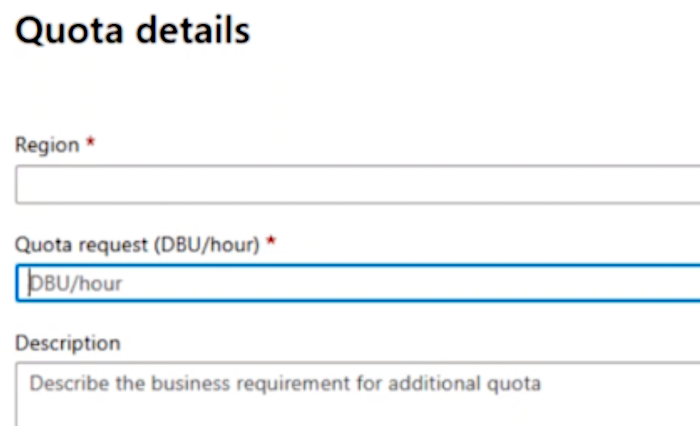 Quota details
Region *
Quota request (DBU/hour) *
DBU/hour
Description
Describe the business requirement for additional quota